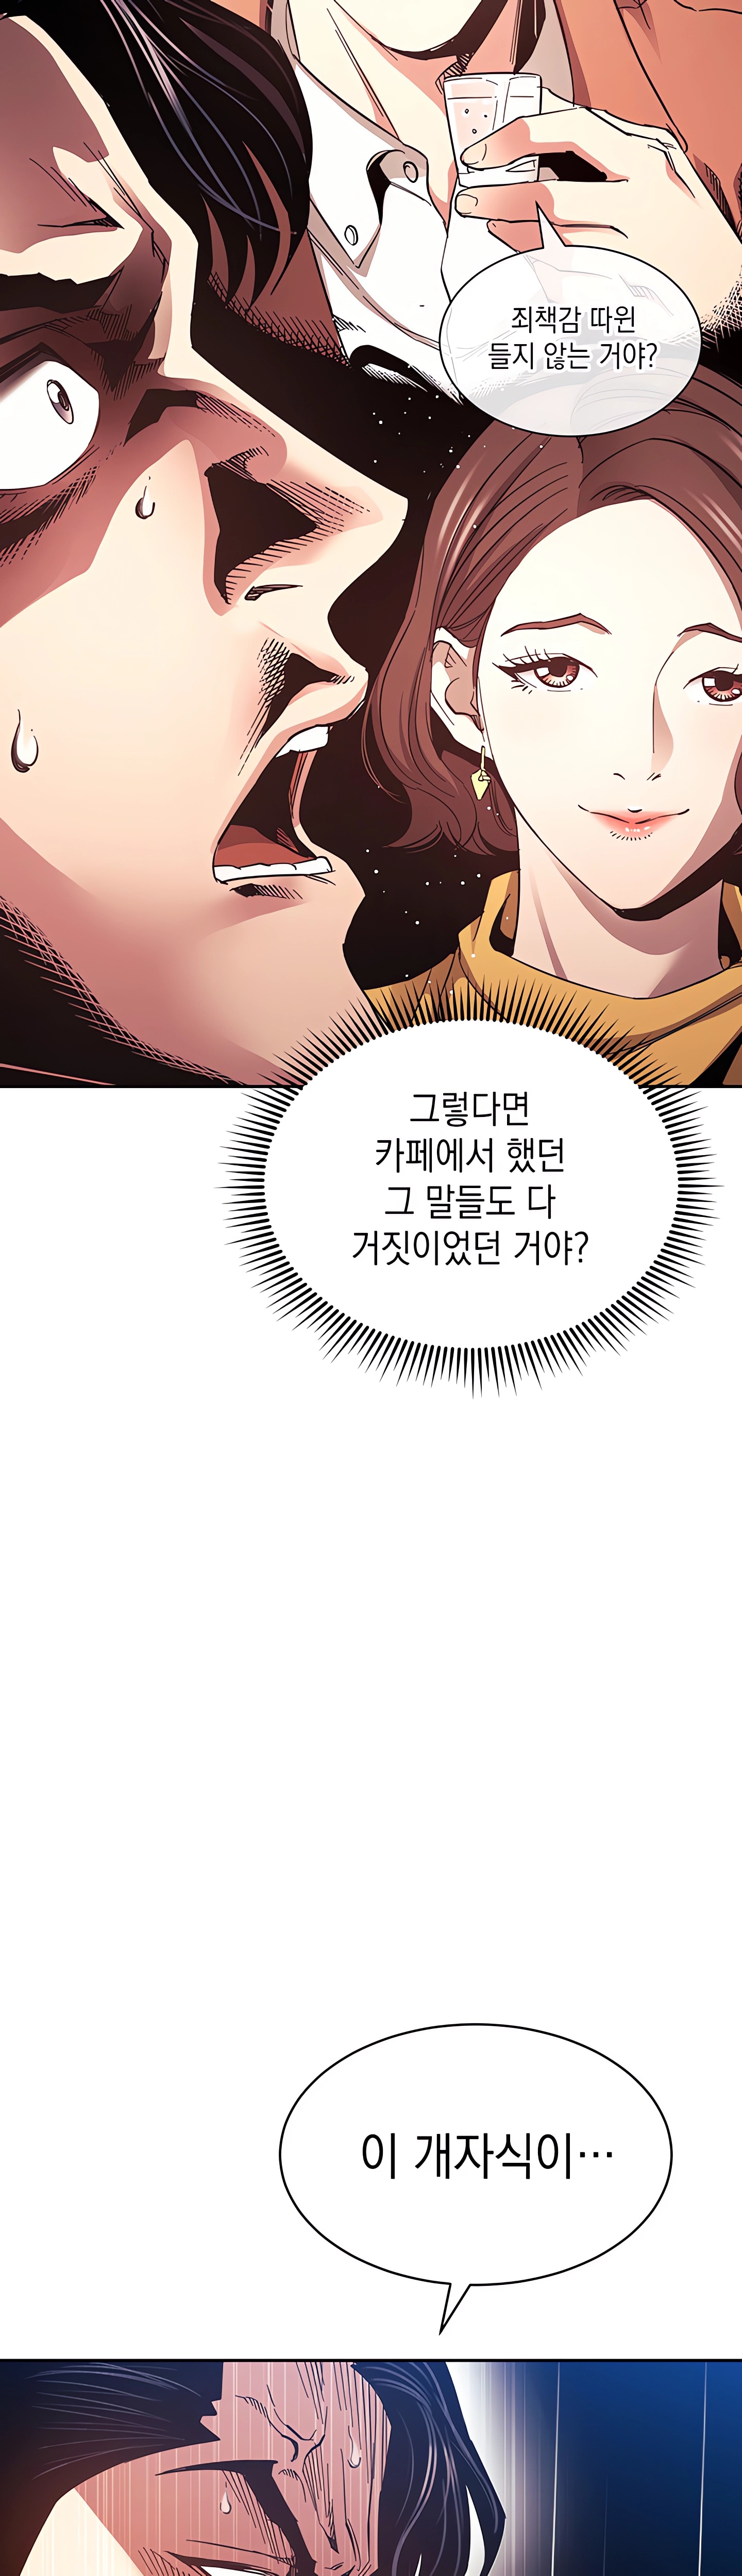 죄책감 따윈
들지 않는 거야?
그렇다면
카페에서 했던
그 말들도 다
거짓이었던 거야?
이 개자식이…